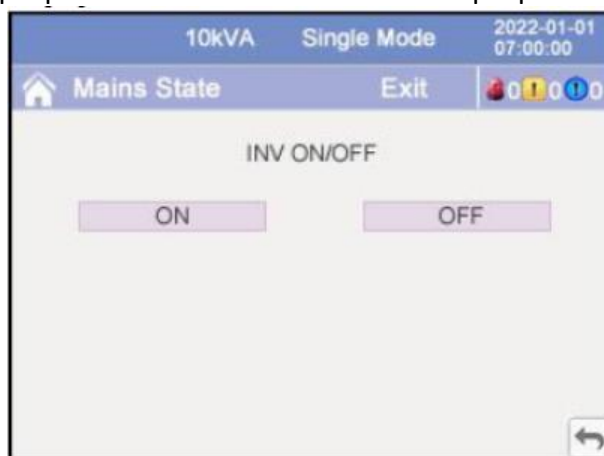 10kVA Single Mode 2022-01-01
07:00:00
Mains State Exit 0 0 0
INV ON/OFF
ON OFF